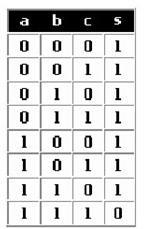 a b c s
0 0 0 1
0 0 1 1
0 1 0 1
0 1 1 1
1 0 0 1
1 0 1 1
1 1 0 1
1 1 1 0